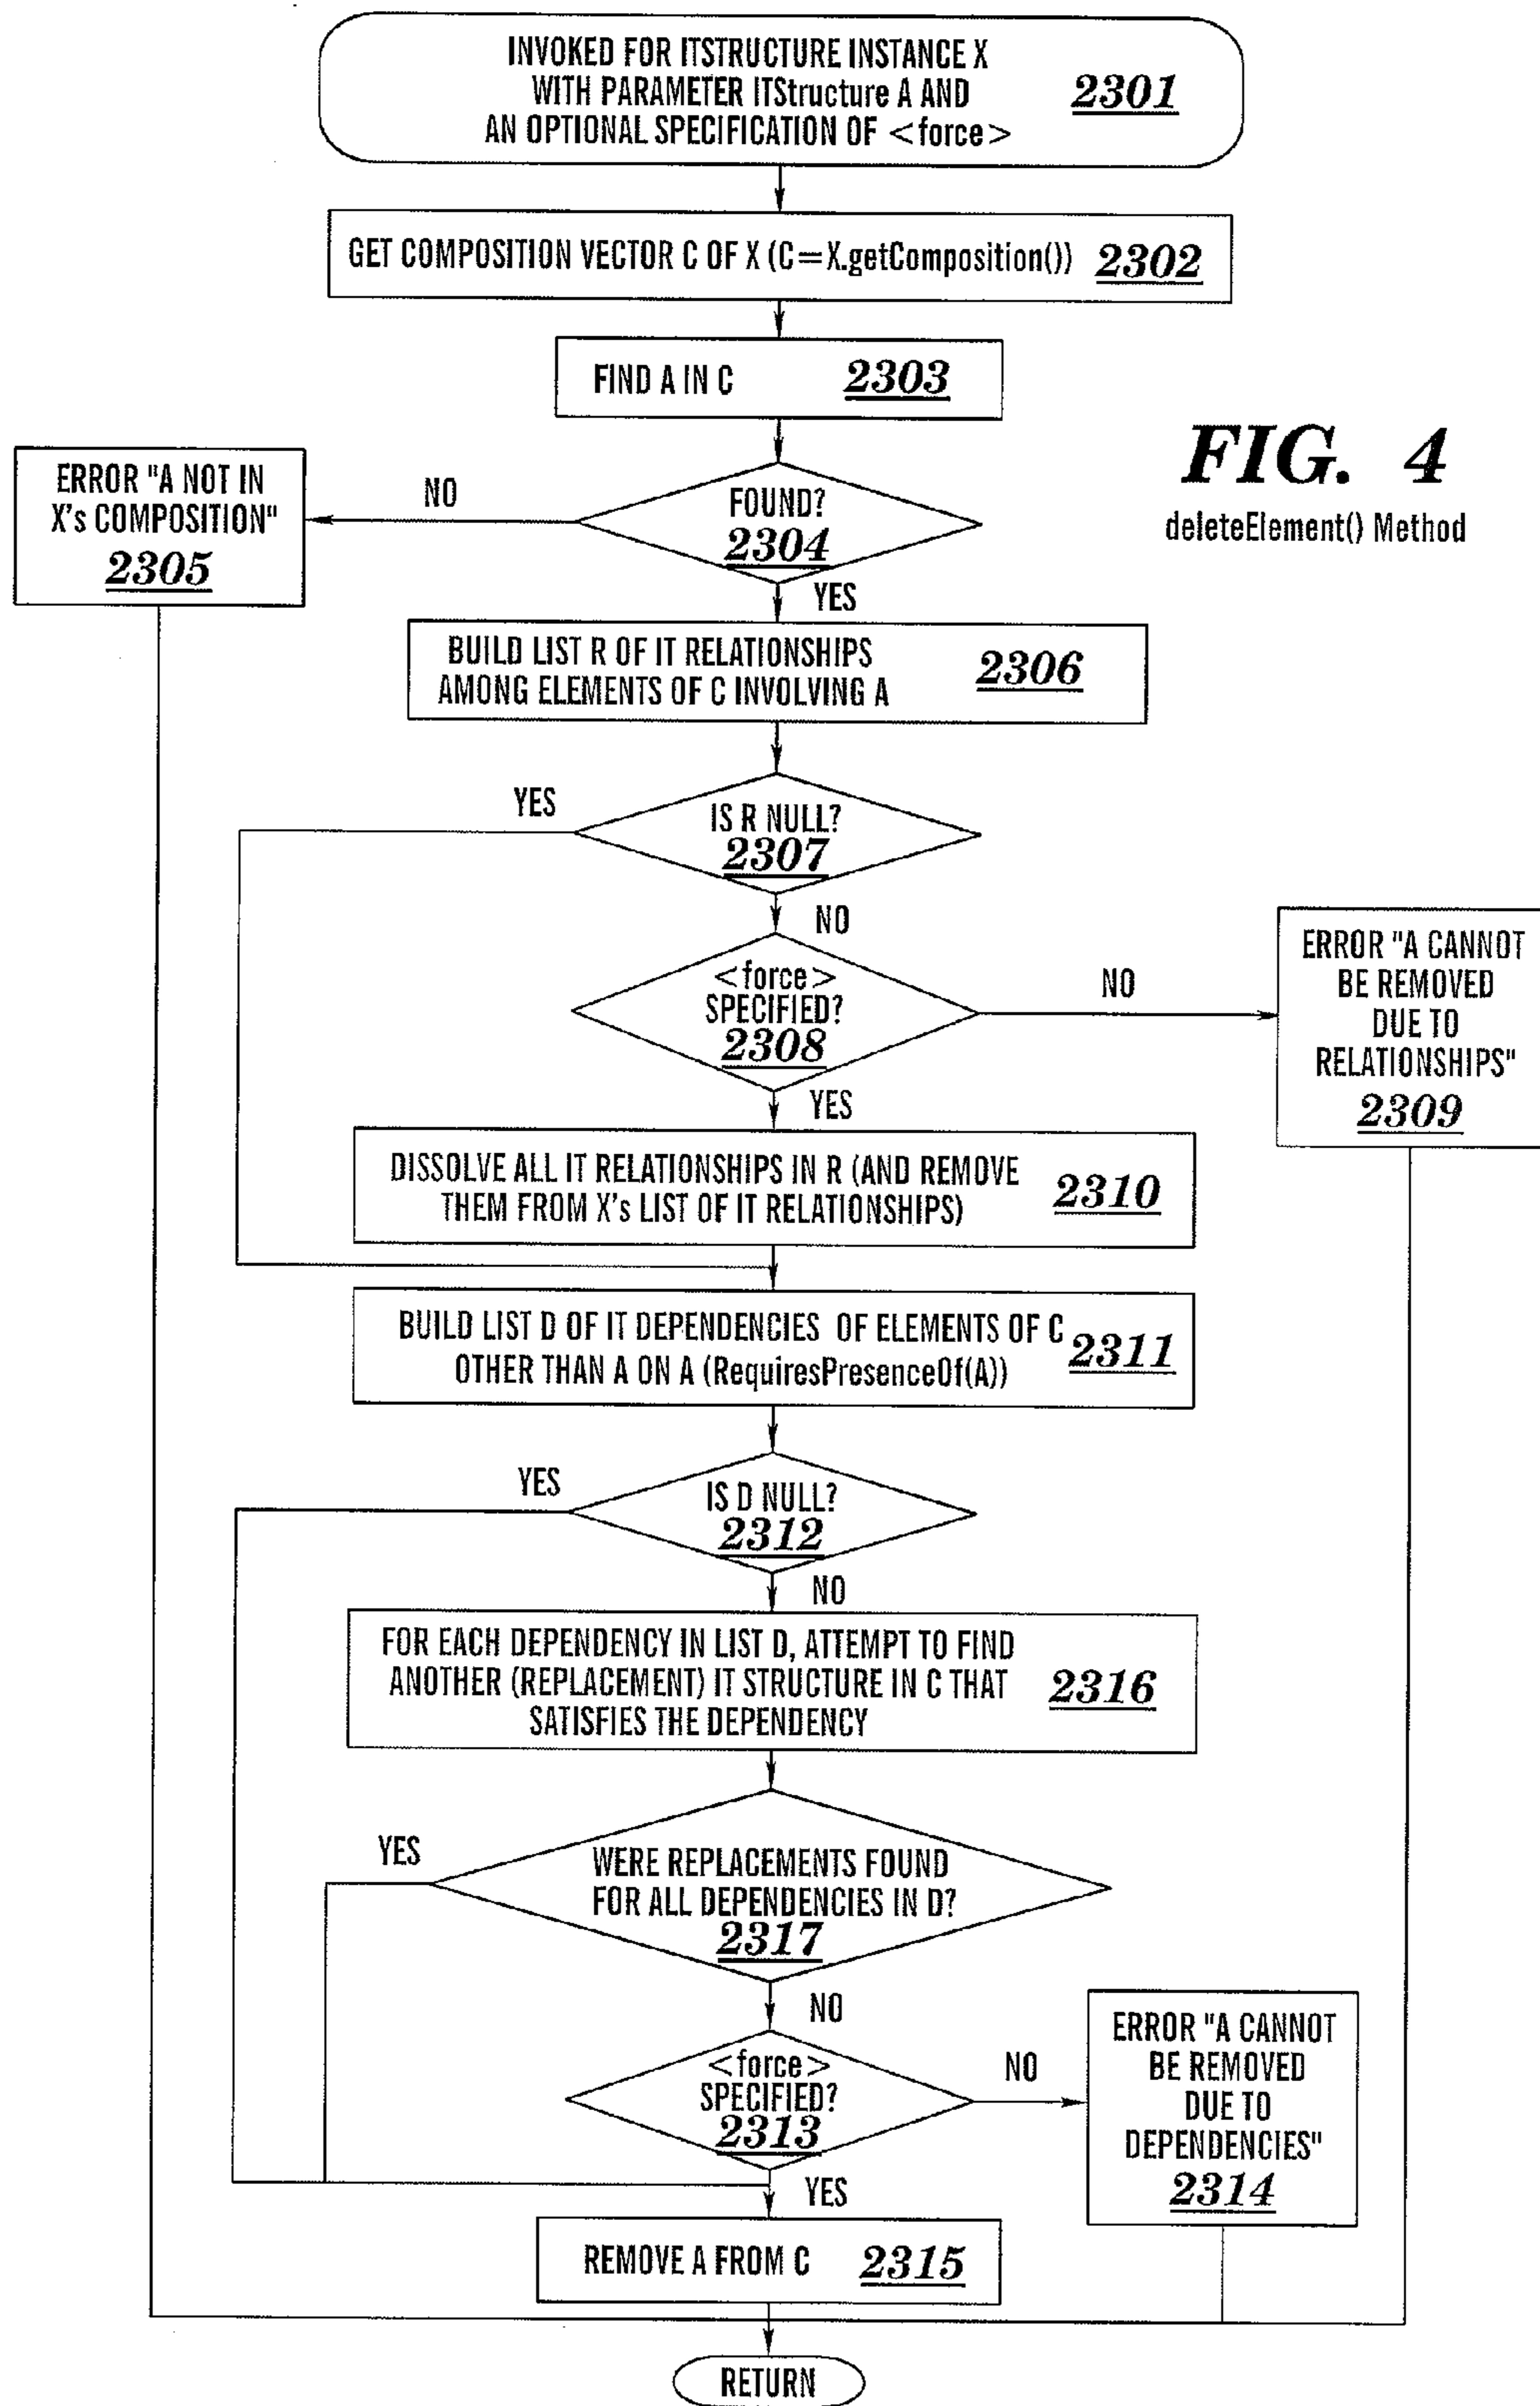 INVOKED FOR ITSTRUCTURE INSTANCE X
WITH PARAMETER ITStructure A AND
AN OPTIONAL SPECIFICATION OF <force>
2301
GET COMPOSITION VECTOR C OF X (C=X.getComposition()) 2302
FIND A IN C 2303
FIG. 4
deleteElement() Method
ERROR "A NOT IN
X's COMPOSITION"
2305
NO
FOUND?
2304
YES
BUILD LIST R OF IT RELATIONSHIPS
AMONG ELEMENTS OF C INVOLVING A
2306
YES
IS R NULL?
2307
NO
<force>
SPECIFIED?
2308
NO
ERROR "A CANNOT
BE REMOVED
DUE TO
RELATIONSHIPS"
2309
YES
DISSOLVE ALL IT RELATIONSHIPS IN R (AND REMOVE
THEM FROM X's LIST OF IT RELATIONSHIPS)
2310
BUILD LIST D OF IT DEPENDENCIES OF ELEMENTS OF C
OTHER THAN A ON A (RequiresPresenceOf(A))
2311
YES
IS D NULL?
2312
NO
FOR EACH DEPENDENCY IN LIST D, ATTEMPT TO FIND
ANOTHER (REPLACEMENT) IT STRUCTURE IN C THAT
SATISFIES THE DEPENDENCY
2316
YES
WERE REPLACEMENTS FOUND
FOR ALL DEPENDENCIES IN D?
2317
NO
<force>
SPECIFIED?
2313
NO
ERROR "A CANNOT
BE REMOVED
DUE TO
DEPENDENCIES"
2314
YES
REMOVE A FROM C 2315
RETURN